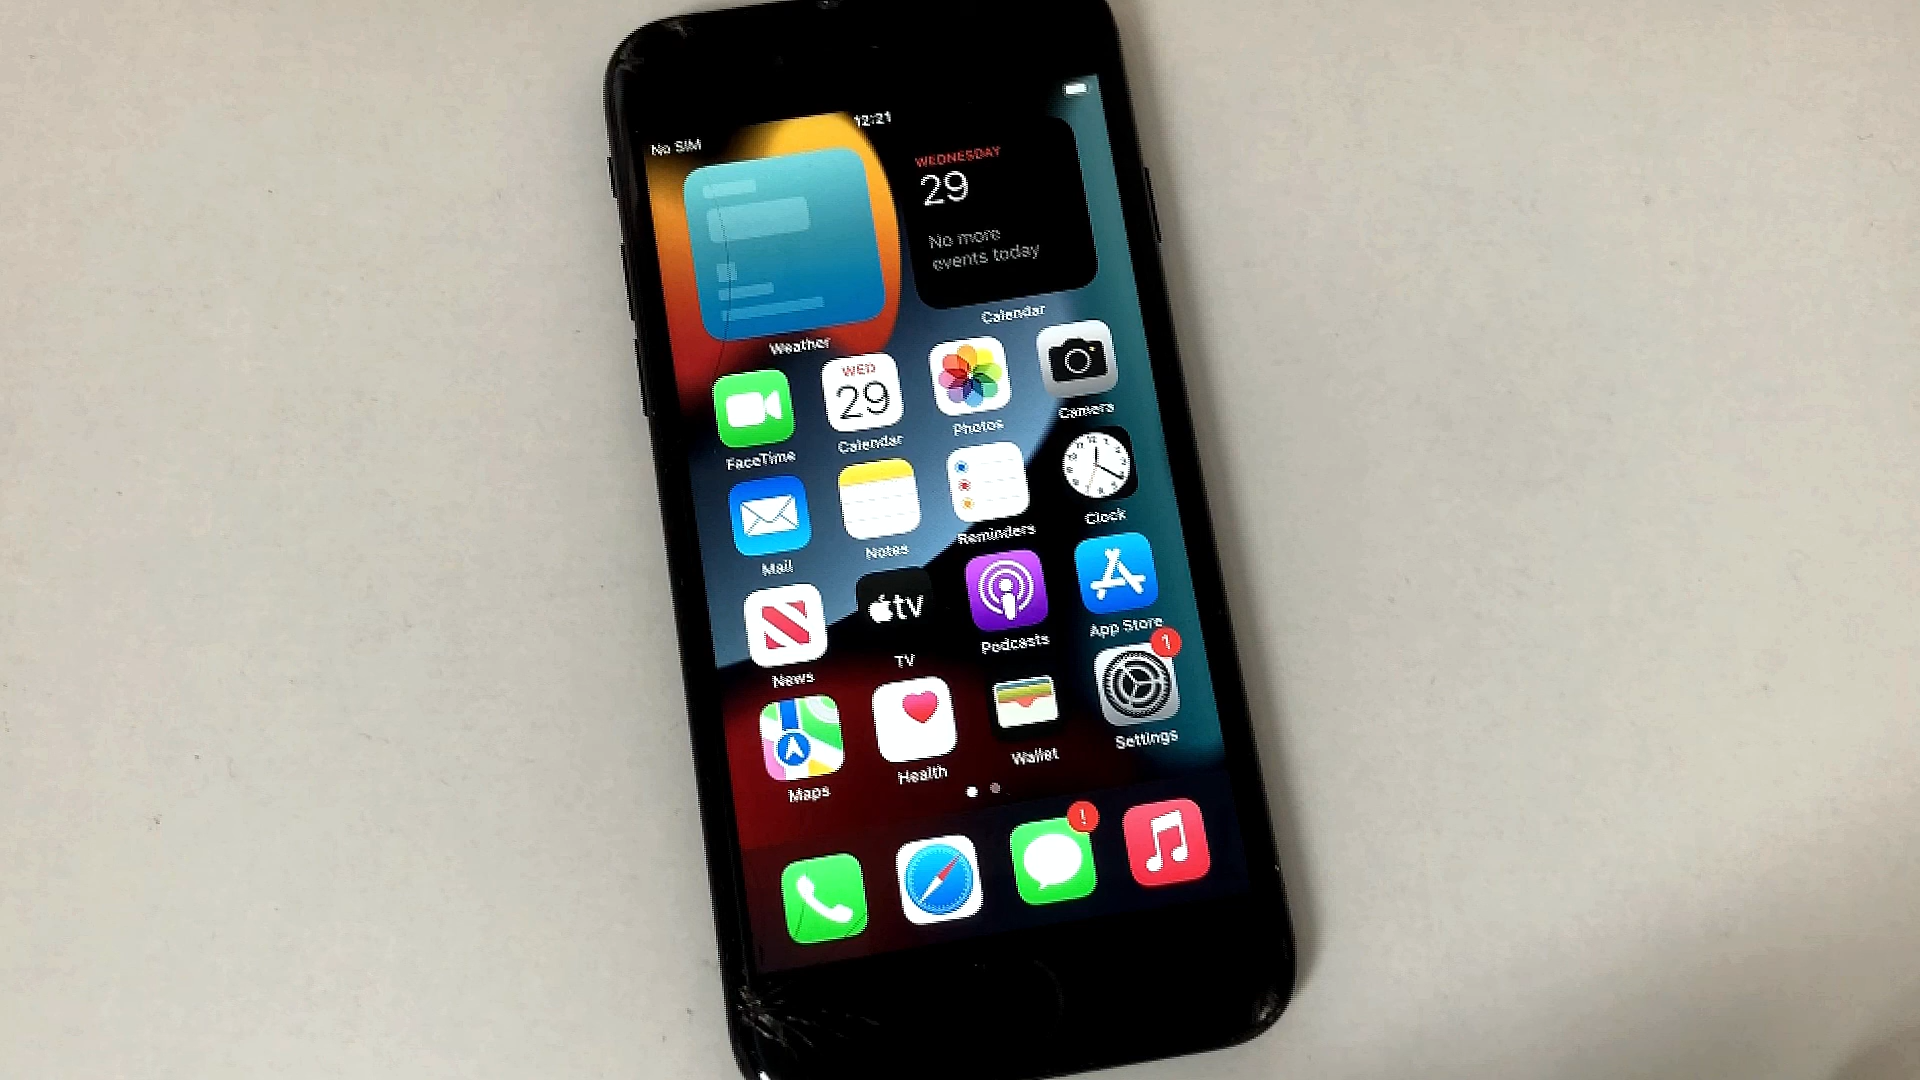 12:21
No SIM
WEDNESDAY
29
No more
events today
Weather
Calendar
WED
29
FaceTime
Calendar
Photos
Camera
Mail
Notes
Reminders
Clock
tv
News
TV
Podcasts
App Store
1
Maps
Health
Wallet
Settings
!